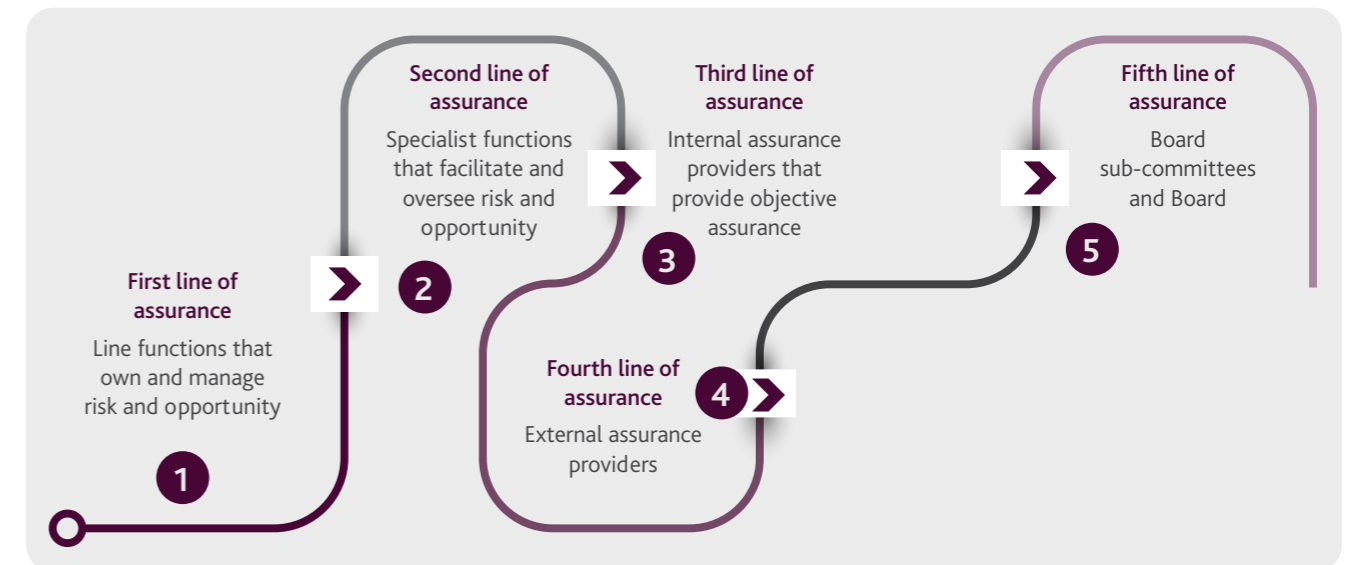 First line of
assurance
Line functions that
own and manage
risk and opportunity
1
Second line of
assurance
Specialist functions
that facilitate and
oversee risk and
opportunity
2
Third line of
assurance
Internal assurance
providers that
provide objective
assurance
3
Fourth line of
assurance
External assurance
providers
4
Fifth line of
assurance
Board
sub-committees
and Board
5